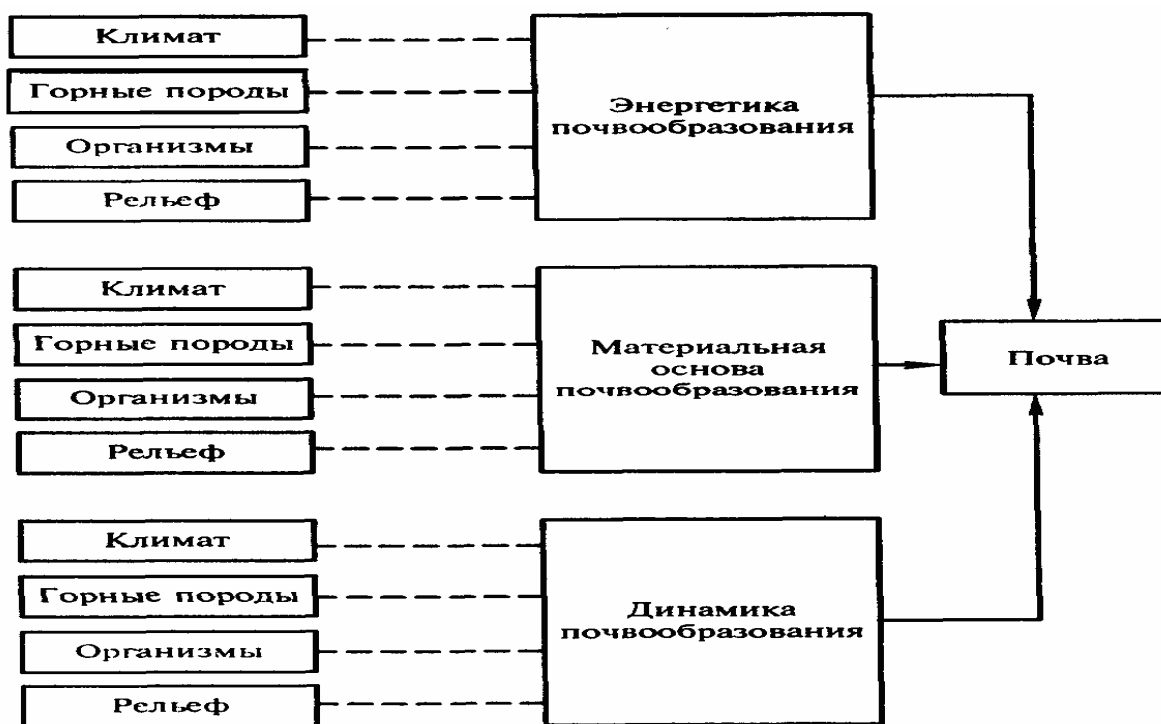 Климат
Горные породы
Организмы
Рельеф
Энергетика
почвообразования
Климат
Горные породы
Организмы
Рельеф
Материальная
основа
почвообразования
Почва
Климат
Горные породы
Организмы
Рельеф
Динамика
почвообразования